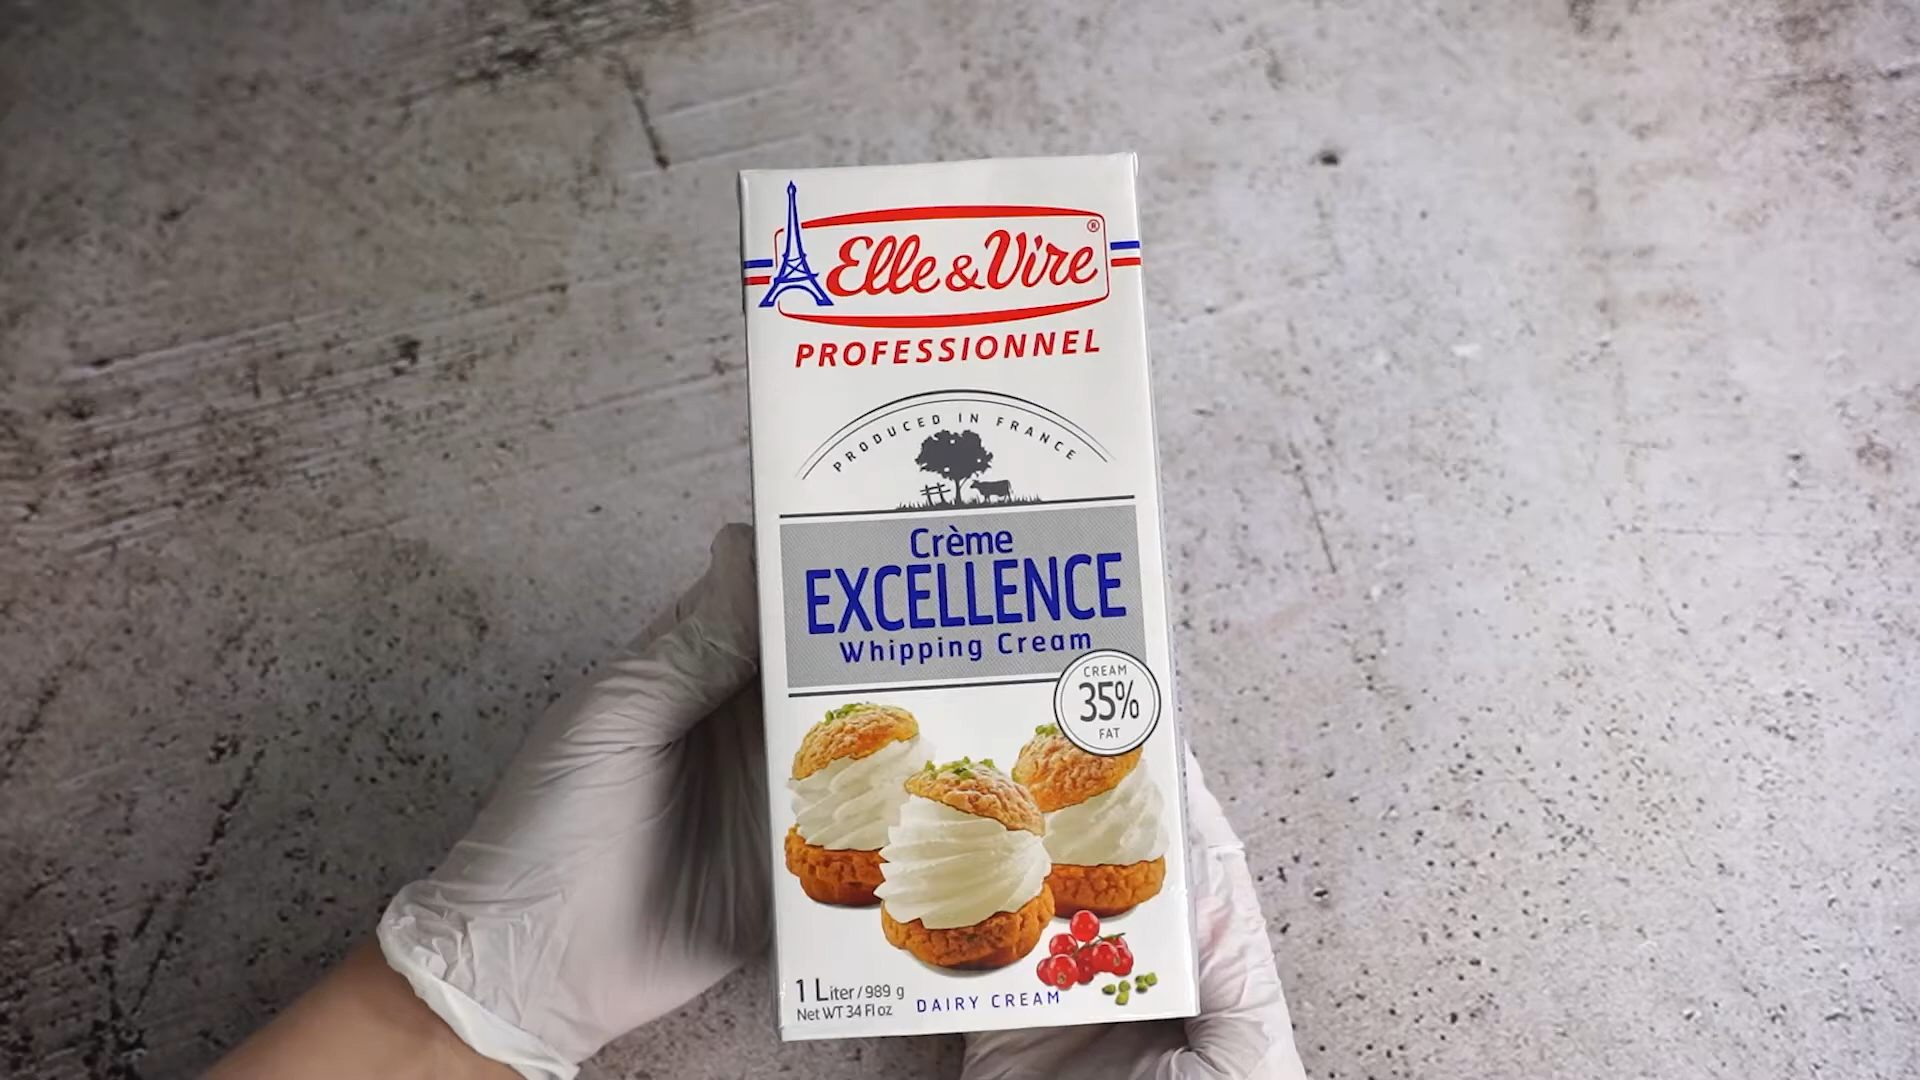 Elle & Vire®
PROFESSIONNEL
PRODUCED IN FRANCE
Crème
EXCELLENCE
Whipping Cream
CREAM
35%
FAT
1 Liter / 989 g
Net WT 34 Fl oz
DAIRY CREAM